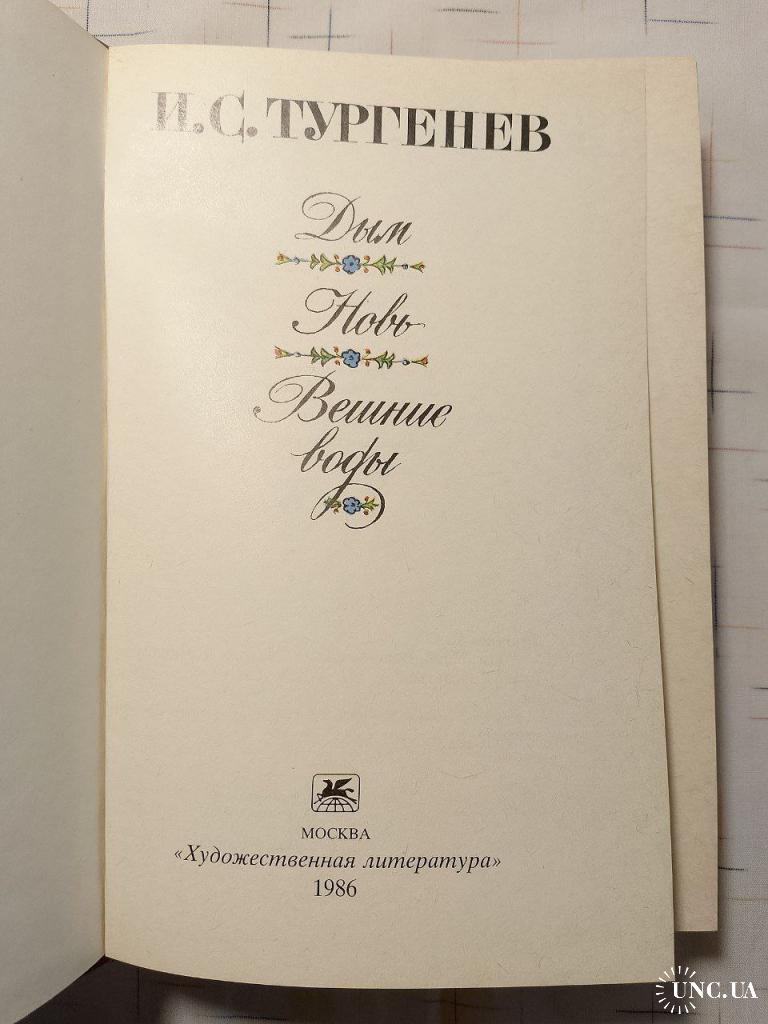 И.С. ТУРГЕНЕВ
Дым
Новь
Вешние
воды
МОСКВА
«Художественная литература»
1986
UNC.UA